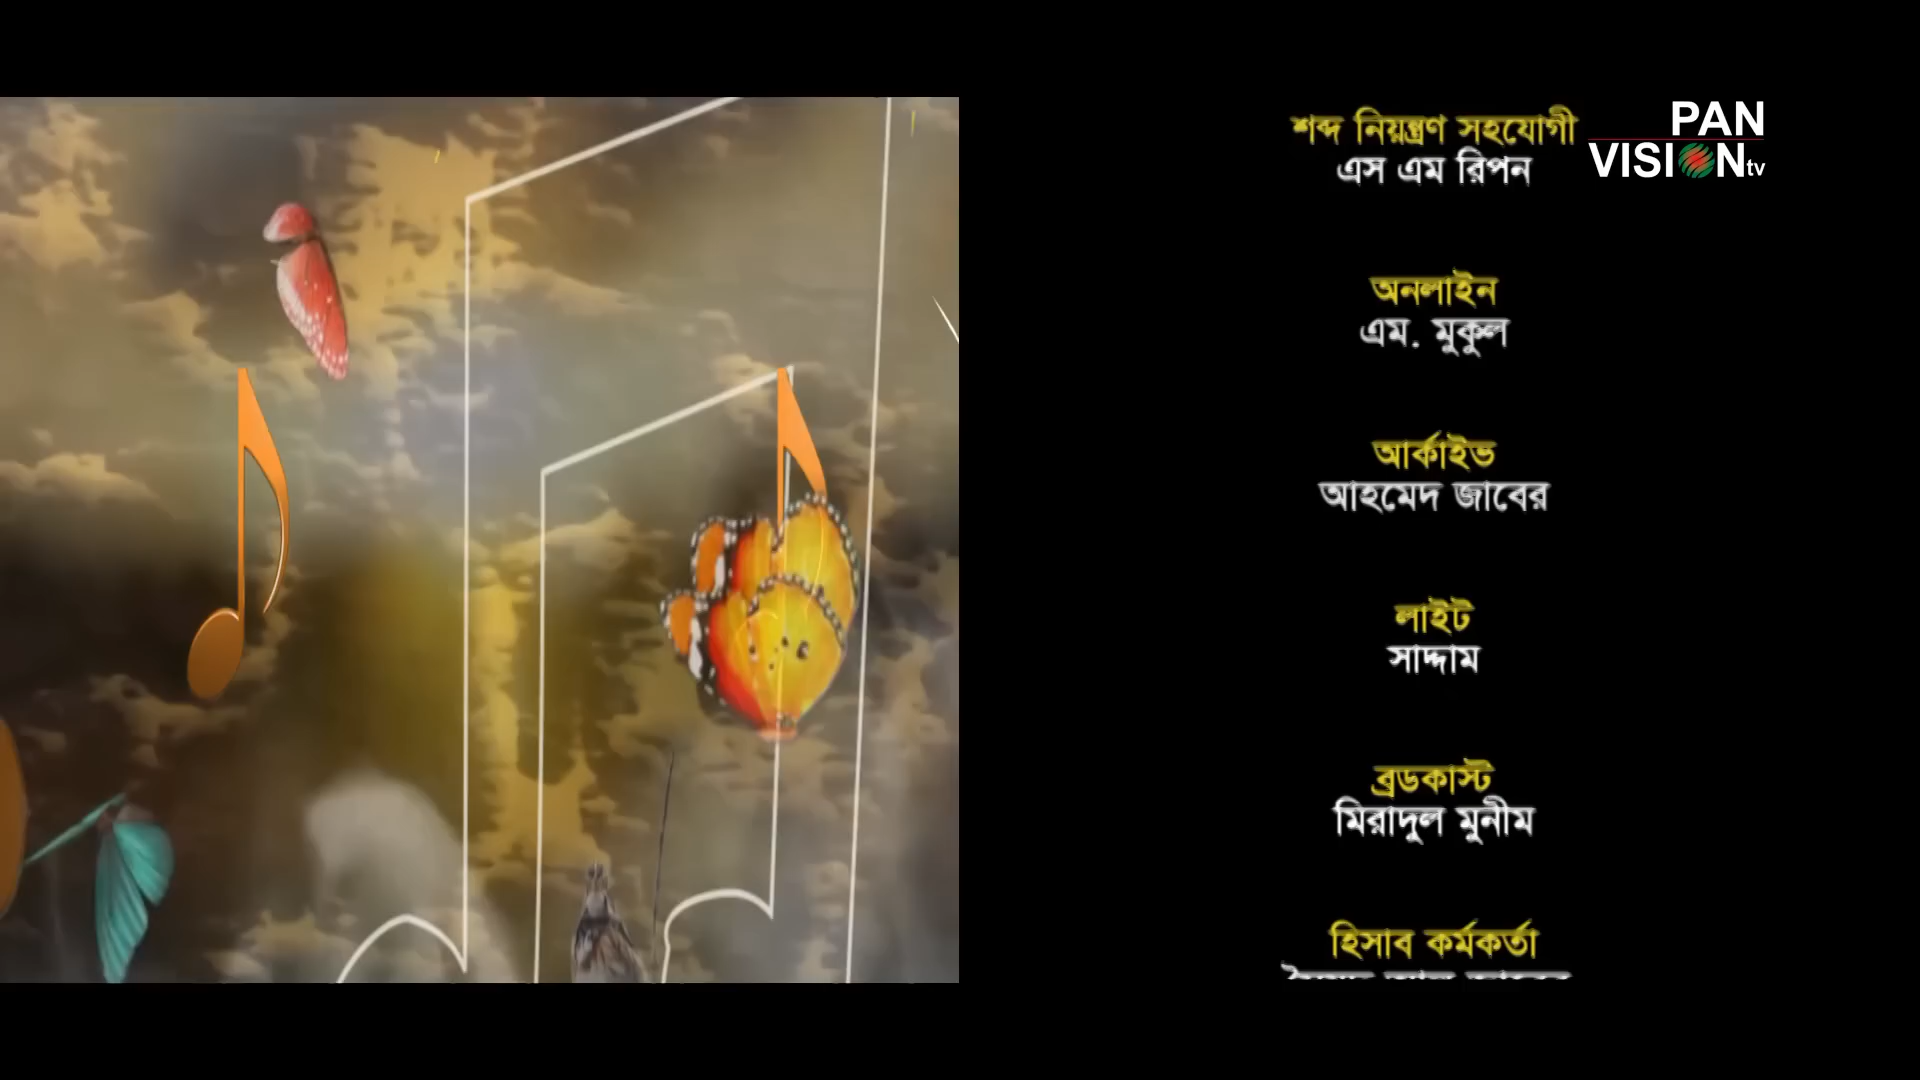 শব্দ নিয়ন্ত্রণ সহযোগী
এস এম রিপন
PAN
VISION tv
অনলাইন
এম. মুকুল
আর্কাইভ
আহমেদ জাবের
লাইট
সাদ্দাম
ব্রডকাস্ট
মিরাদুল মুনীম
হিসাব কর্মকর্তা